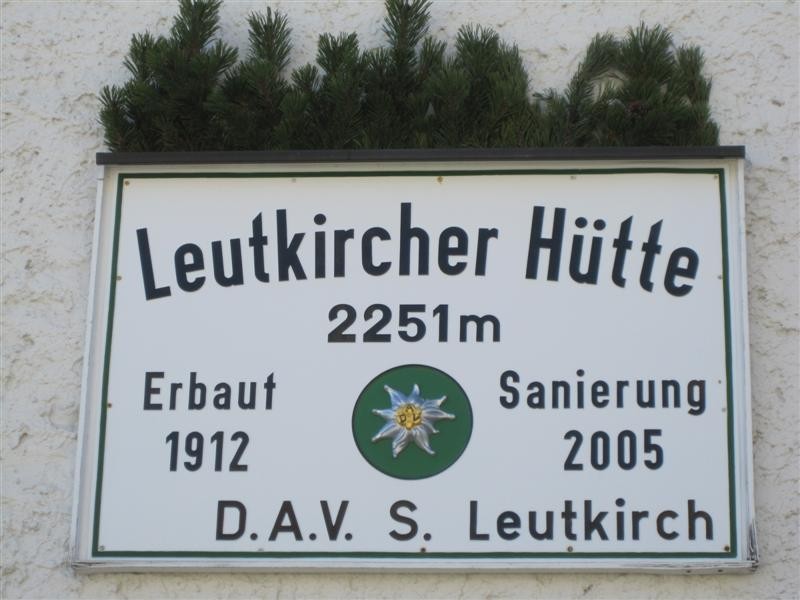 Leutkircher Hütte
2251m
Erbaut
1912
Sanierung
2005
D.A.V. S. Leutkirch